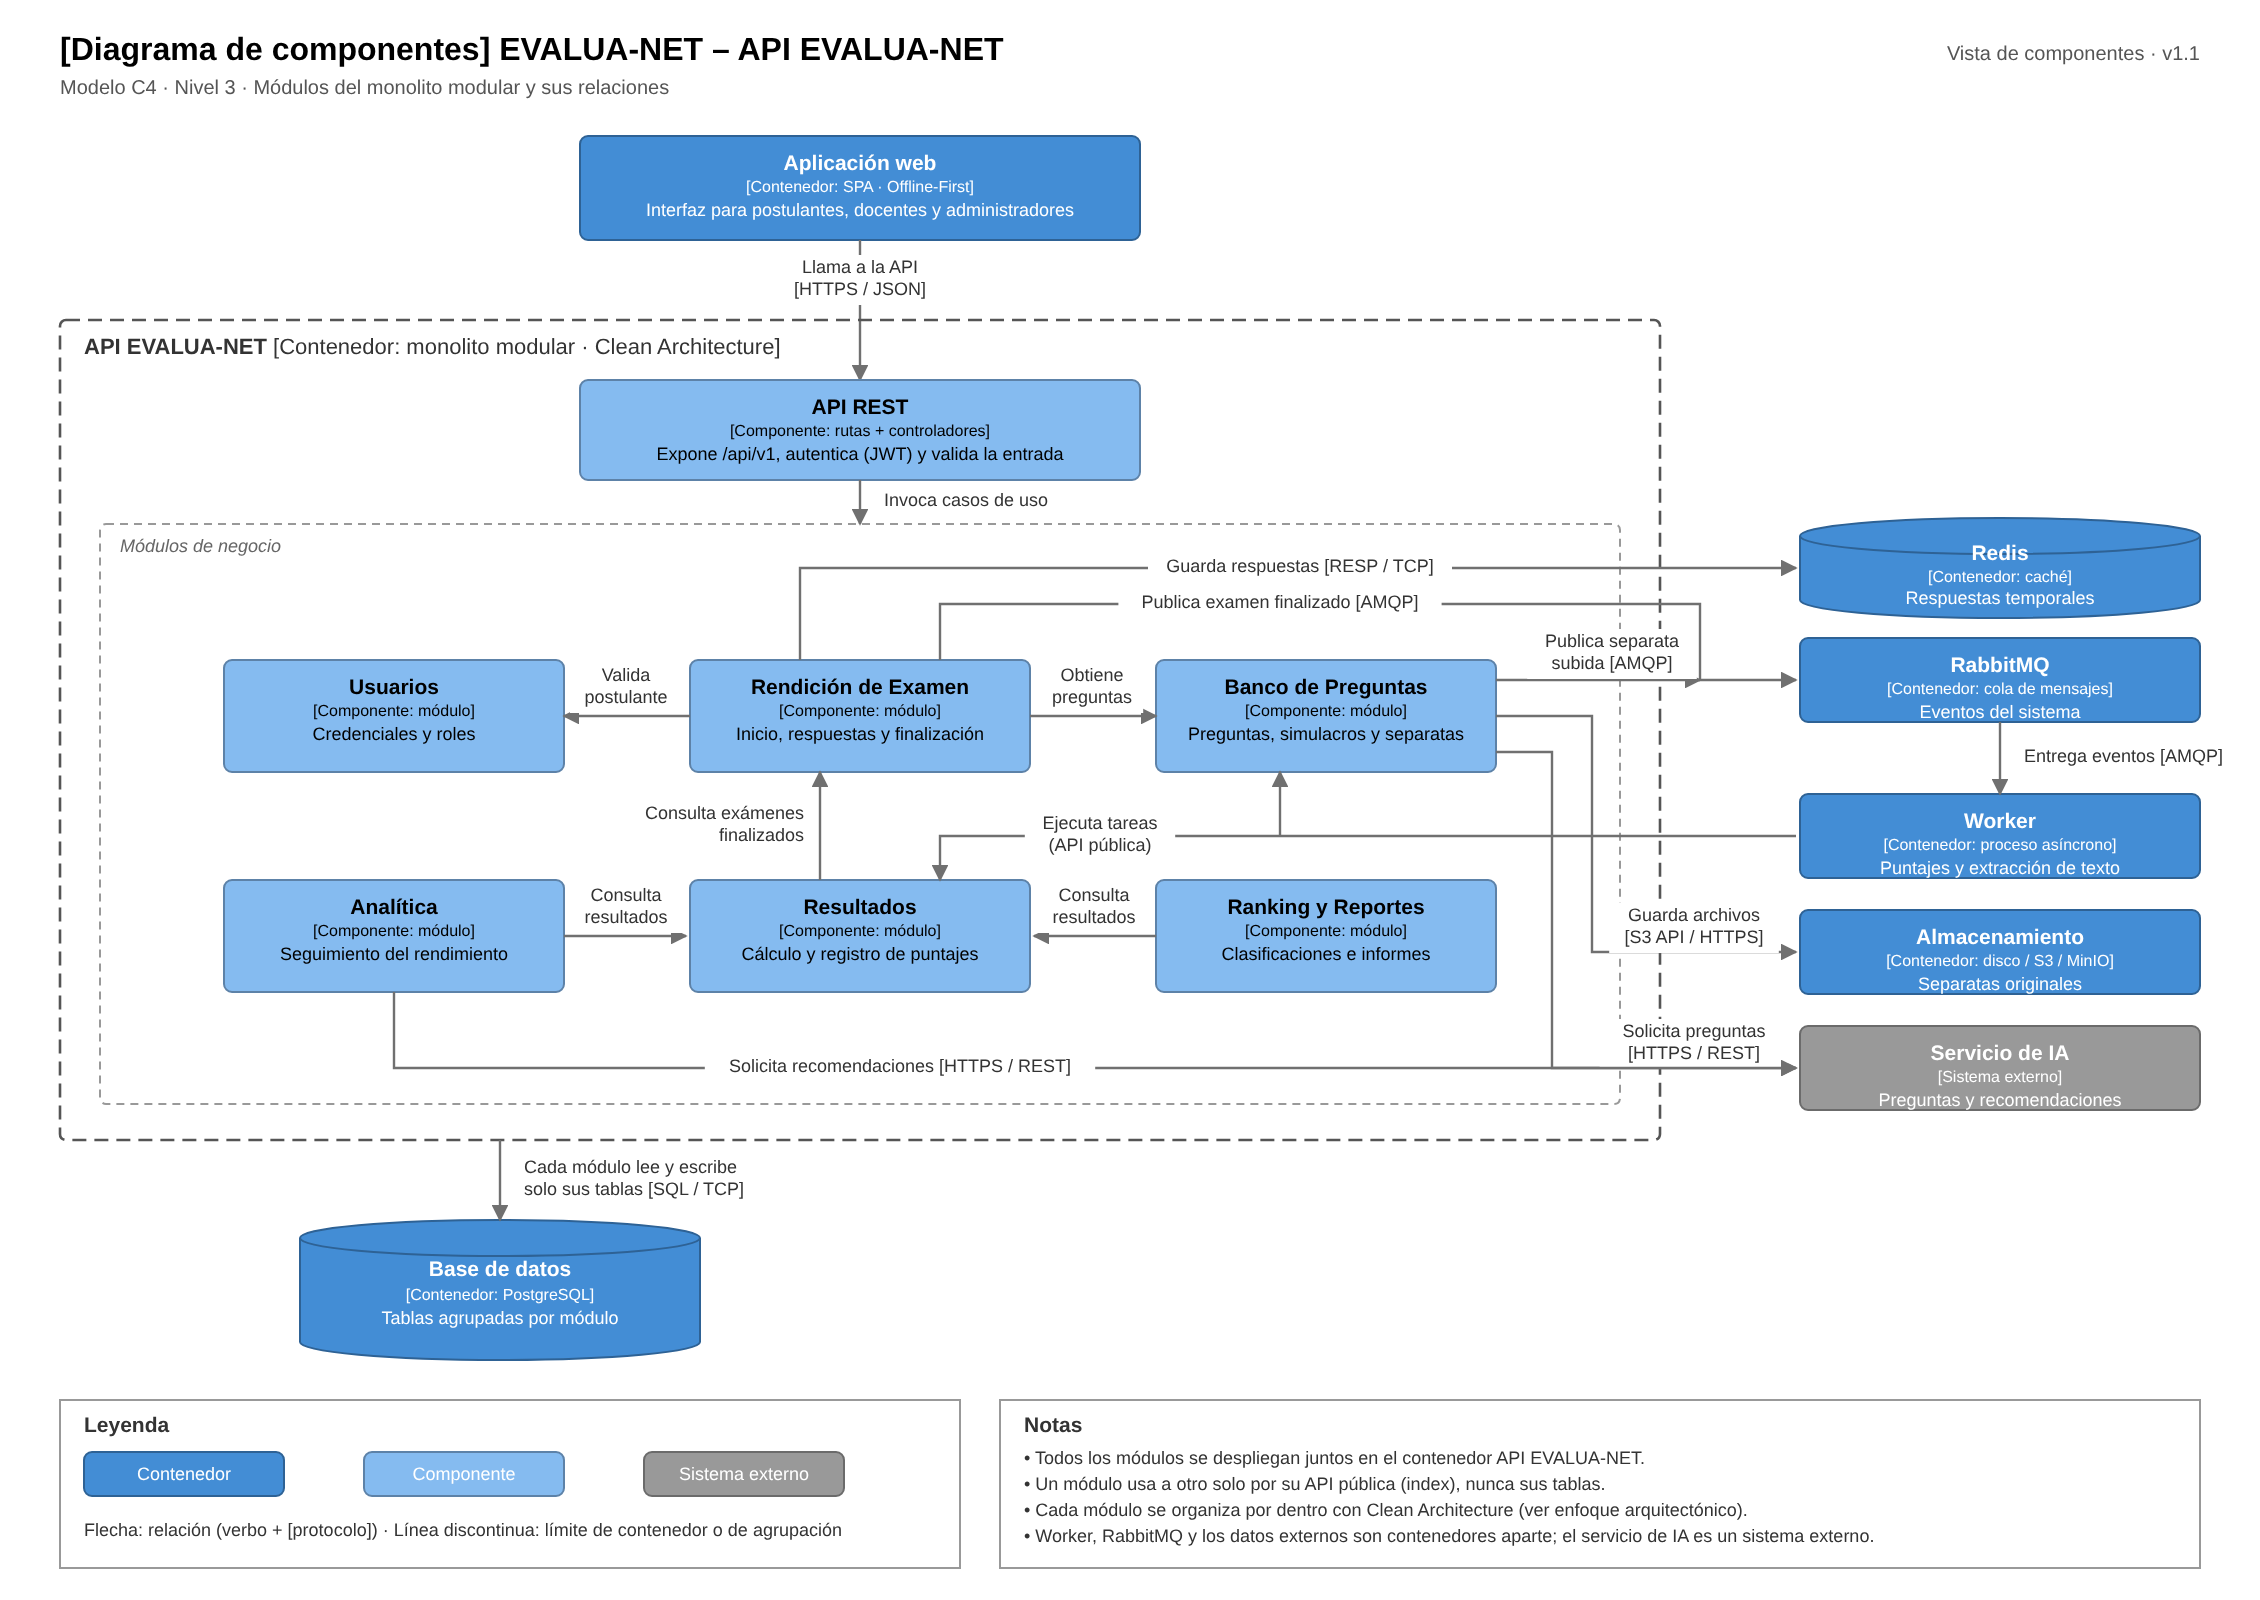 [Diagrama de componentes] EVALUA-NET – API EVALUA-NET
Vista de componentes · v1.1
Modelo C4 · Nivel 3 · Módulos del monolito modular y sus relaciones
Aplicación web
[Contenedor: SPA · Offline-First]
Interfaz para postulantes, docentes y administradores
Llama a la API
[HTTPS / JSON]
API EVALUA-NET [Contenedor: monolito modular · Clean Architecture]
API REST
[Componente: rutas + controladores]
Expone /api/v1, autentica (JWT) y valida la entrada
Invoca casos de uso
Módulos de negocio
Guarda respuestas [RESP / TCP]
Publica examen finalizado [AMQP]
Publica separata
subida [AMQP]
Redis
[Contenedor: caché]
Respuestas temporales
Usuarios
[Componente: módulo]
Credenciales y roles
Valida
postulante
Rendición de Examen
[Componente: módulo]
Inicio, respuestas y finalización
Obtiene
preguntas
Banco de Preguntas
[Componente: módulo]
Preguntas, simulacros y separatas
RabbitMQ
[Contenedor: cola de mensajes]
Eventos del sistema
Entrega eventos [AMQP]
Consulta exámenes
finalizados
Ejecuta tareas
(API pública)
Worker
[Contenedor: proceso asíncrono]
Puntajes y extracción de texto
Analítica
[Componente: módulo]
Seguimiento del rendimiento
Consulta
resultados
Resultados
[Componente: módulo]
Cálculo y registro de puntajes
Consulta
resultados
Ranking y Reportes
[Componente: módulo]
Clasificaciones e informes
Guarda archivos
[S3 API / HTTPS]
Almacenamiento
[Contenedor: disco / S3 / MinIO]
Separatas originales
Solicita recomendaciones [HTTPS / REST]
Solicita preguntas
[HTTPS / REST]
Servicio de IA
[Sistema externo]
Preguntas y recomendaciones
Cada módulo lee y escribe
solo sus tablas [SQL / TCP]
Base de datos
[Contenedor: PostgreSQL]
Tablas agrupadas por módulo
Leyenda
Contenedor
Componente
Sistema externo
Flecha: relación (verbo + [protocolo]) · Línea discontinua: límite de contenedor o de agrupación
Notas
• Todos los módulos se despliegan juntos en el contenedor API EVALUA-NET.
• Un módulo usa a otro solo por su API pública (index), nunca sus tablas.
• Cada módulo se organiza por dentro con Clean Architecture (ver enfoque arquitectónico).
• Worker, RabbitMQ y los datos externos son contenedores aparte; el servicio de IA es un sistema externo.